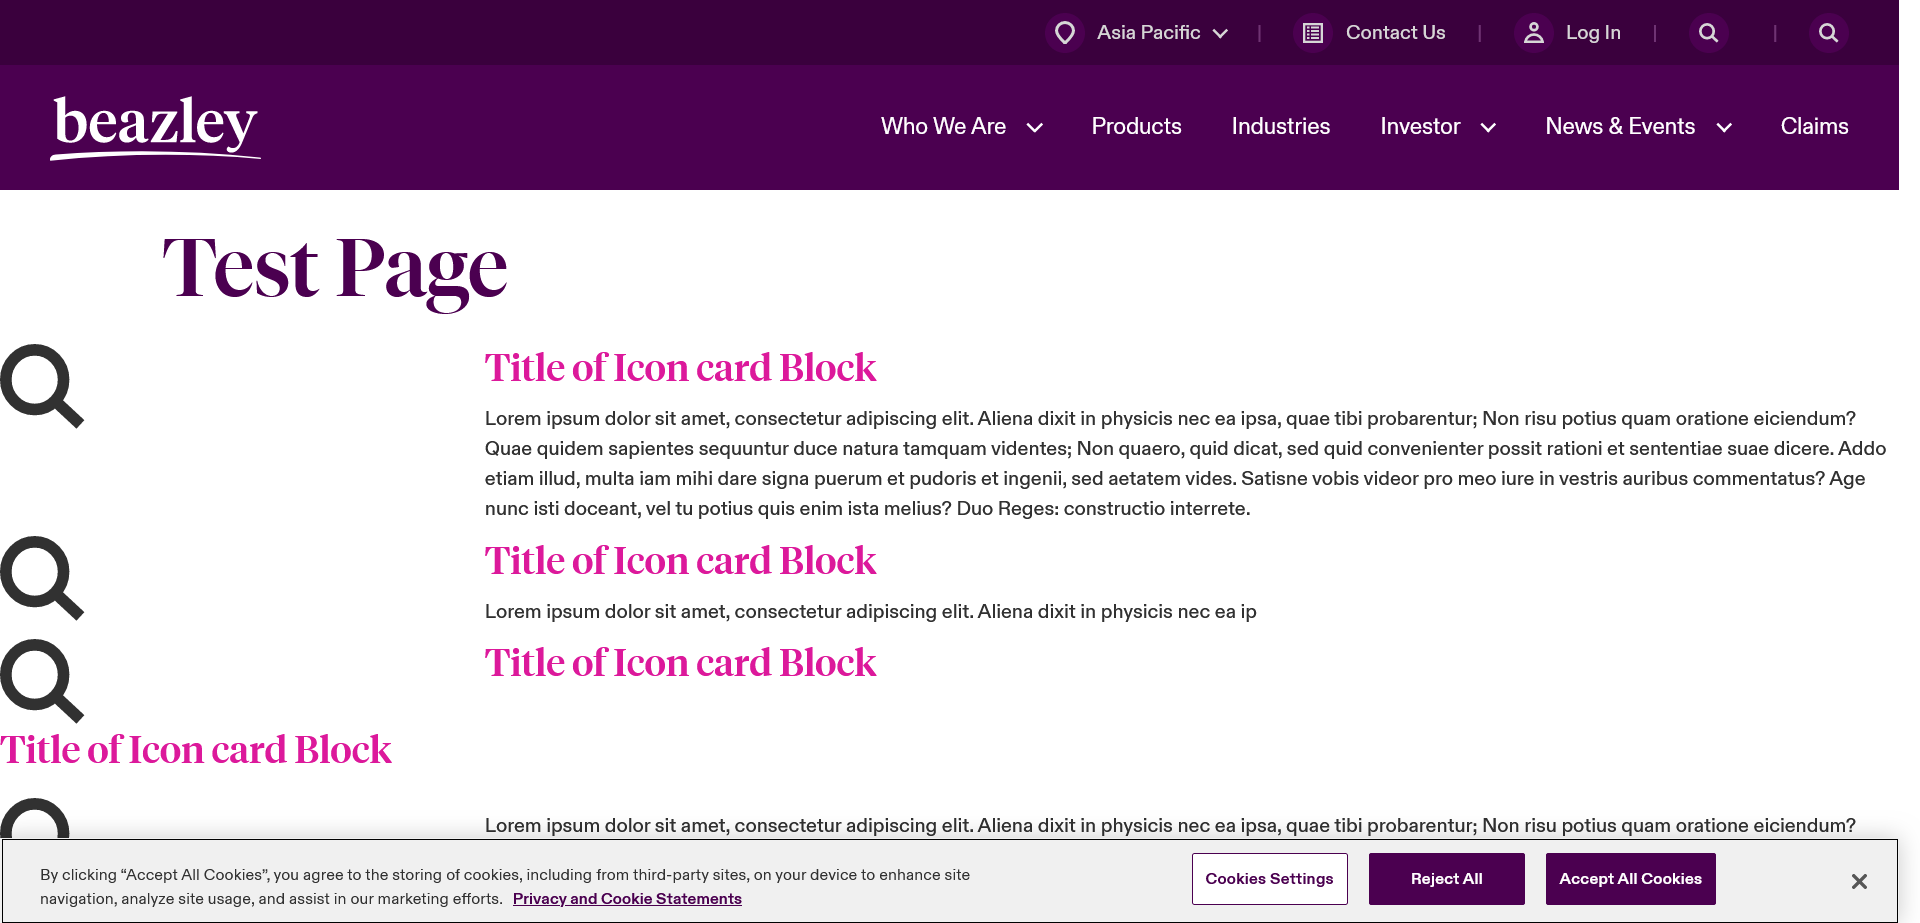 Asia Pacific
Contact Us
Log In
beazley
Who We Are
Products
Industries
Investor
News & Events
Claims
Test Page
Title of Icon card Block
Lorem ipsum dolor sit amet, consectetur adipiscing elit. Aliena dixit in physicis nec ea ipsa, quae tibi probarentur; Non risu potius quam oratione eiciendum?
Quae quidem sapientes sequuntur duce natura tamquam videntes; Non quaero, quid dicat, sed quid convenienter possit rationi et sententiae suae dicere. Addo
etiam illud, multa iam mihi dare signa puerum et pudoris et ingenii, sed aetatem vides. Satisne vobis videor pro meo iure in vestris auribus commentatus? Age
nunc isti doceant, vel tu potius quis enim ista melius? Duo Reges: constructio interrete.
Title of Icon card Block
Lorem ipsum dolor sit amet, consectetur adipiscing elit. Aliena dixit in physicis nec ea ip
Title of Icon card Block
Title of Icon card Block
Lorem ipsum dolor sit amet, consectetur adipiscing elit. Aliena dixit in physicis nec ea ipsa, quae tibi probarentur; Non risu potius quam oratione eiciendum?
By clicking “Accept All Cookies”, you agree to the storing of cookies, including from third-party sites, on your device to enhance site
navigation, analyze site usage, and assist in our marketing efforts. Privacy and Cookie Statements
Cookies Settings
Reject All
Accept All Cookies